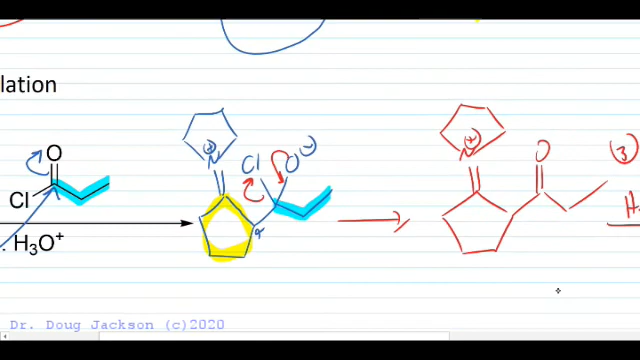 lation
O
Cl
. H3O+
N
+
Cl
O
-
α
N
+
O
3
H
Dr. Doug Jackson (c)2020